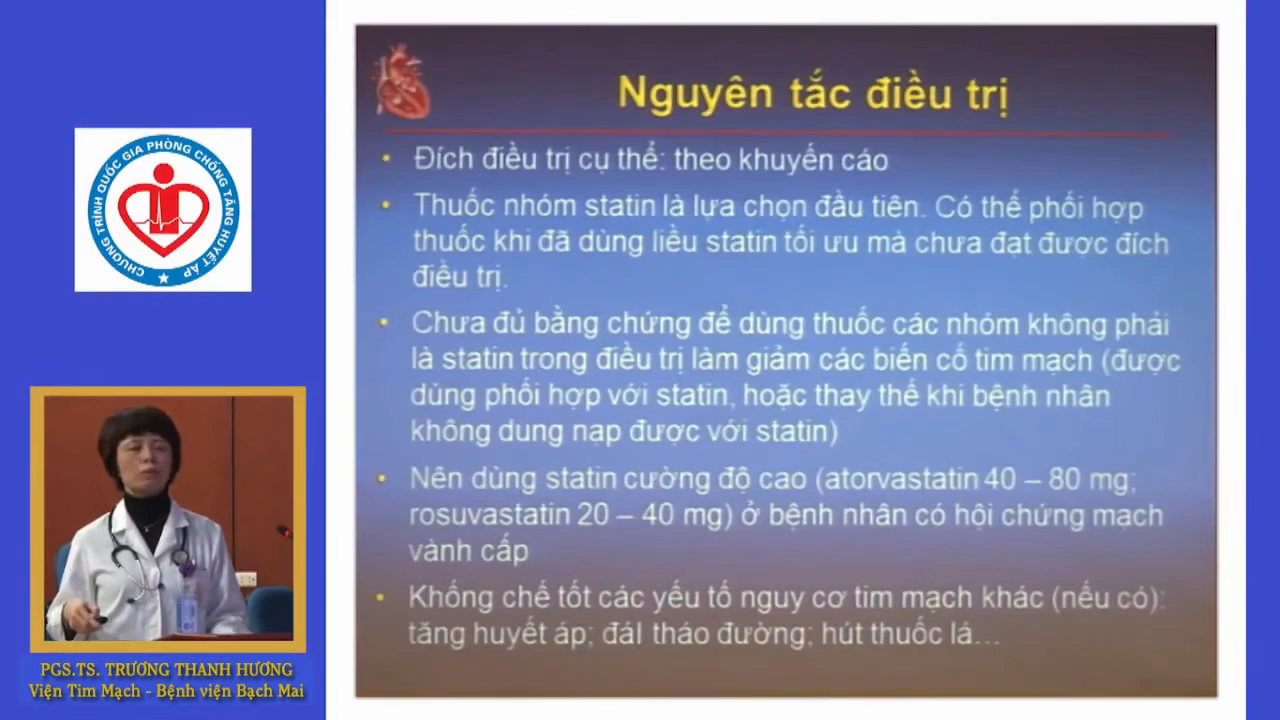 CHƯƠNG TRÌNH QUỐC GIA PHÒNG CHỐNG TĂNG HUYẾT ÁP
Nguyên tắc điều trị
• Đích điều trị cụ thể: theo khuyến cáo
• Thuốc nhóm statin là lựa chọn đầu tiên. Có thể phối hợp
thuốc khi đã dùng liều statin tối ưu mà chưa đạt được đích
điều trị.
• Chưa đủ bằng chứng để dùng thuốc các nhóm không phải
là statin trong điều trị làm giảm các biến cố tim mạch (được
dùng phối hợp với statin, hoặc thay thế khi bệnh nhân
không dung nạp được với statin)
• Nên dùng statin cường độ cao (atorvastatin 40 – 80 mg;
rosuvastatin 20 – 40 mg) ở bệnh nhân có hội chứng mạch
vành cấp
• Khống chế tốt các yếu tố nguy cơ tim mạch khác (nếu có):
tăng huyết áp; đáI tháo đường; hút thuốc lá...
PGS.TS. TRƯƠNG THANH HƯƠNG
Viện Tim Mạch - Bệnh viện Bạch Mai